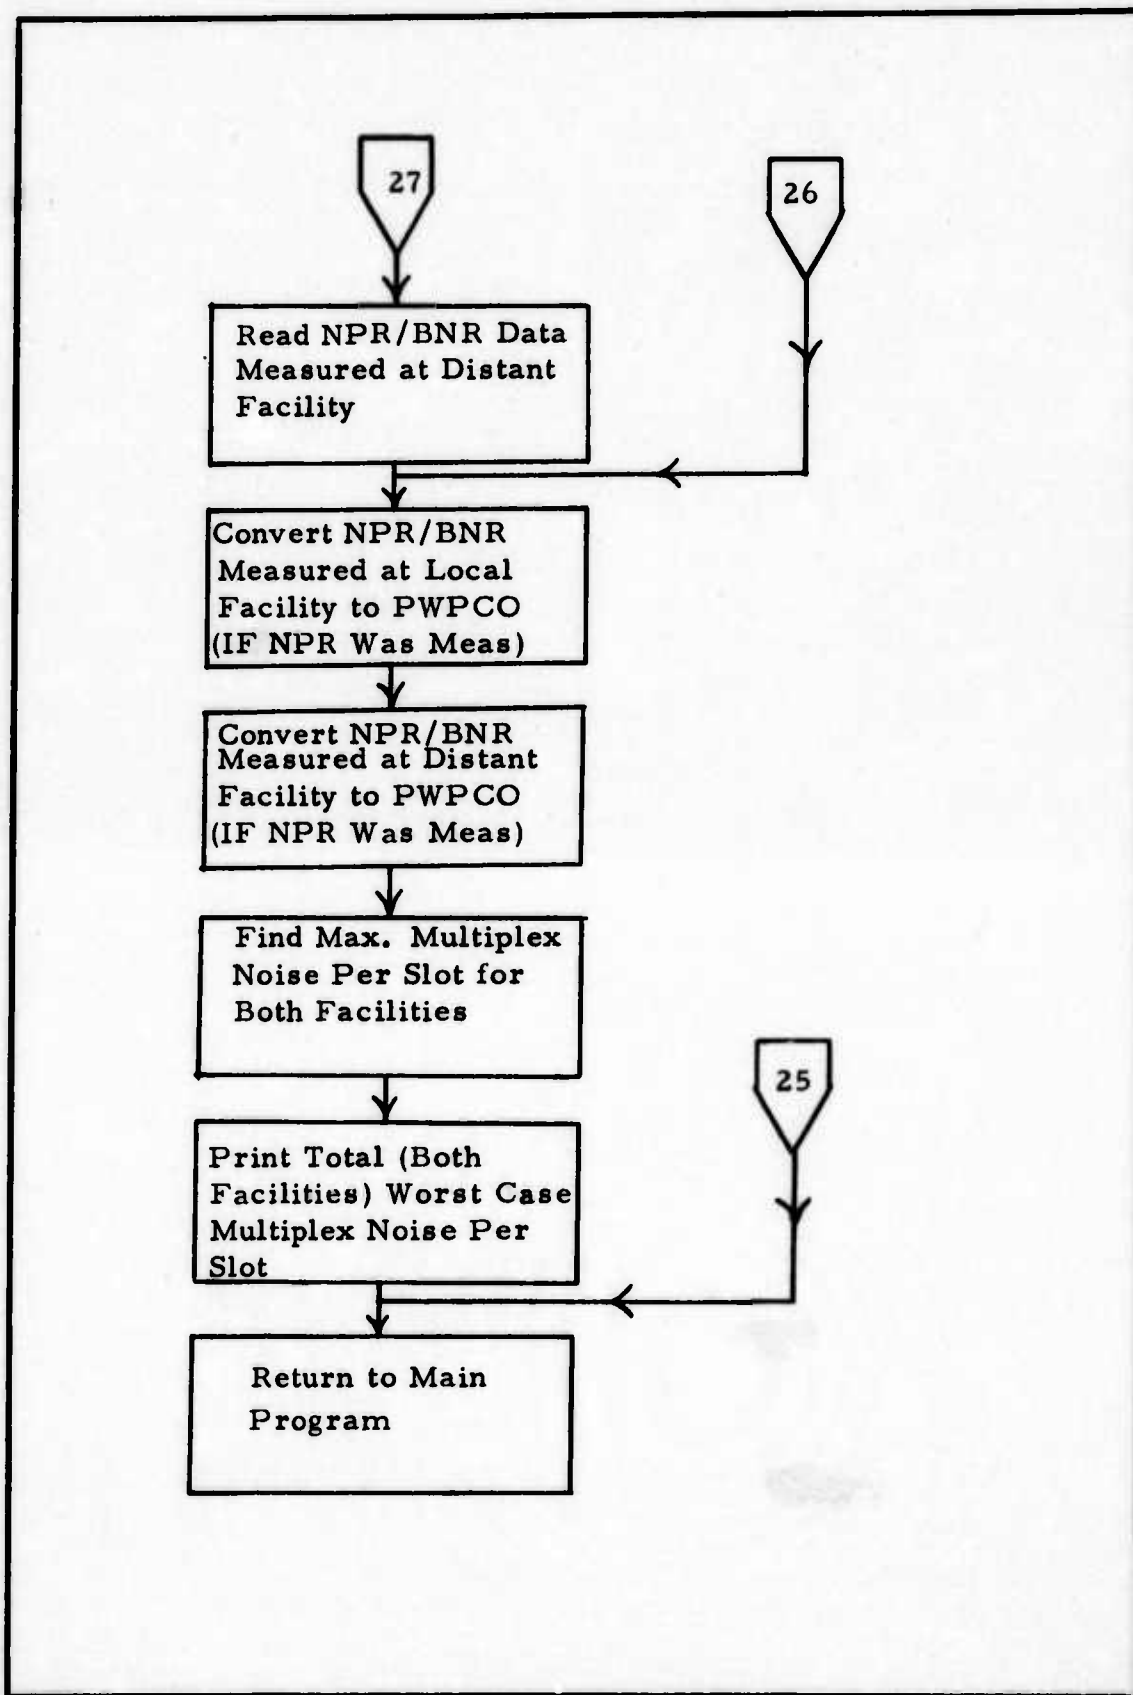 27
26
Read NPR/BNR Data
Measured at Distant
Facility
Convert NPR/BNR
Measured at Local
Facility to PWPCO
(IF NPR Was Meas)
Convert NPR/BNR
Measured at Distant
Facility to PWPCO
(IF NPR Was Meas)
Find Max. Multiplex
Noise Per Slot for
Both Facilities
25
Print Total (Both
Facilities) Worst Case
Multiplex Noise Per
Slot
Return to Main
Program